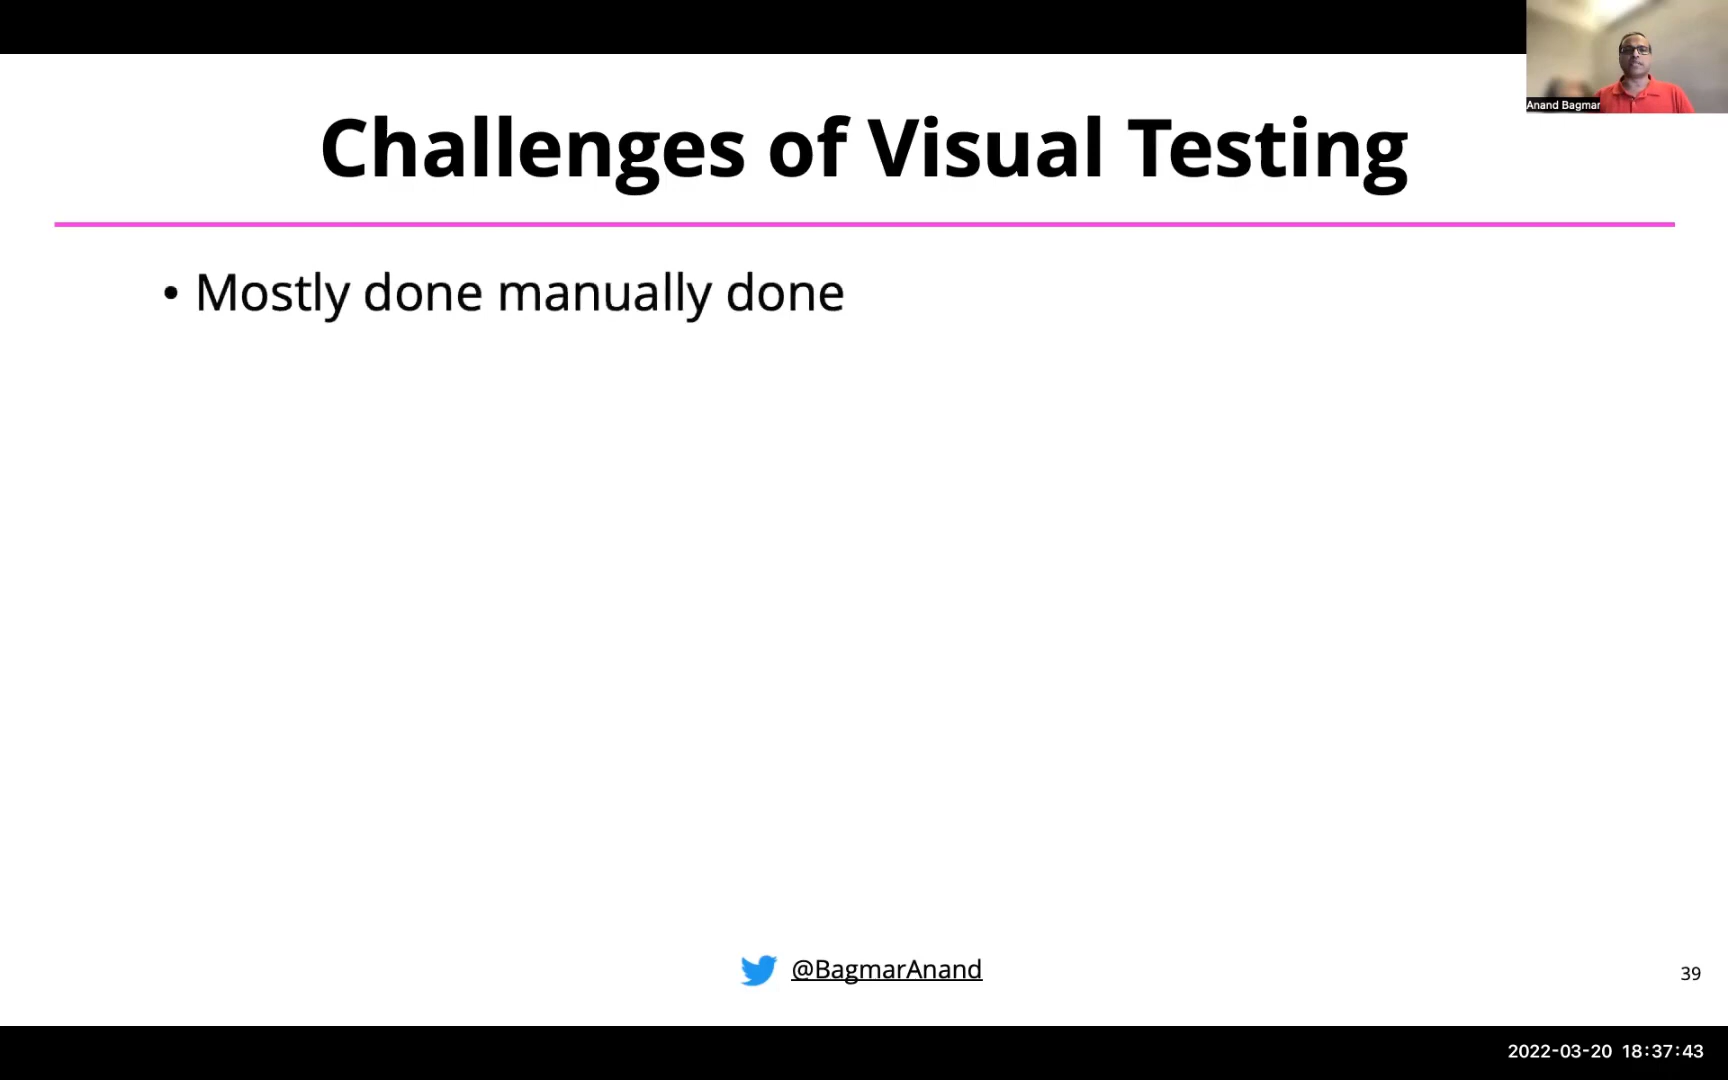 Anand Bagmar
Challenges of Visual Testing
• Mostly done manually done
@BagmarAnand
39
2022-03-20 18:37:43